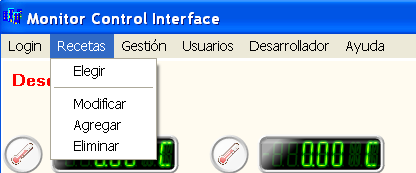 Monitor Control Interface
Login Recetas Gestión Usuarios Desarrollador Ayuda
Elegir
Modificar
Agregar
Eliminar
0.00 C 0.00 C